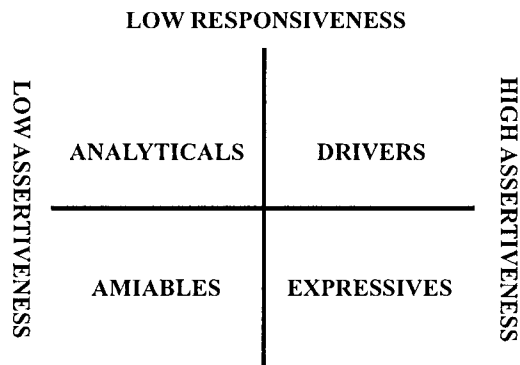 LOW RESPONSIVENESS
LOW ASSERTIVENESS
HIGH ASSERTIVENESS
ANALYTICALS
DRIVERS
AMIABLES
EXPRESSIVES